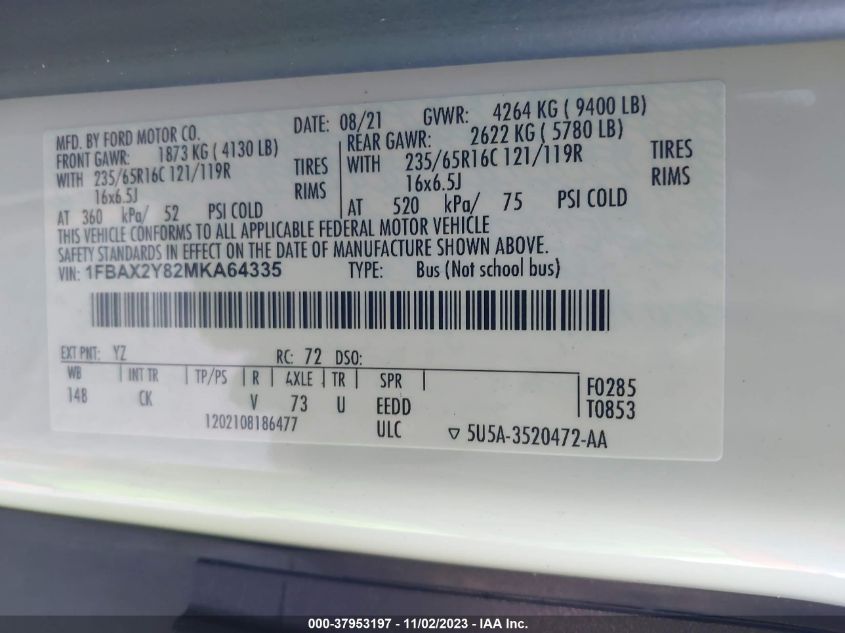 MFD. BY FORD MOTOR CO. DATE: 08/21 GVWR: 4264 KG ( 9400 LB)
FRONT GAWR: 1873 KG ( 4130 LB) REAR GAWR: 2622 KG ( 5780 LB)
WITH 235/65R16C 121/119R TIRES WITH 235/65R16C 121/119R TIRES
16x6.5J RIMS 16x6.5J RIMS
AT 360 kPa/ 52 PSI COLD AT 520 kPa/ 75 PSI COLD
THIS VEHICLE CONFORMS TO ALL APPLICABLE FEDERAL MOTOR VEHICLE
SAFETY STANDARDS IN EFFECT ON THE DATE OF MANUFACTURE SHOWN ABOVE.
VIN: 1FBAX2Y82MKA64335 TYPE: Bus (Not school bus)
EXT PNT: YZ RC: 72 DSO:
WB INT TR TP/PS R AXLE TR SPR
14B CK V 73 U EEDD
F0285
T0853
1202108186477 ULC ▽ 5U5A-3520472-AA
000-37953197 - 11/02/2023 - IAA Inc.